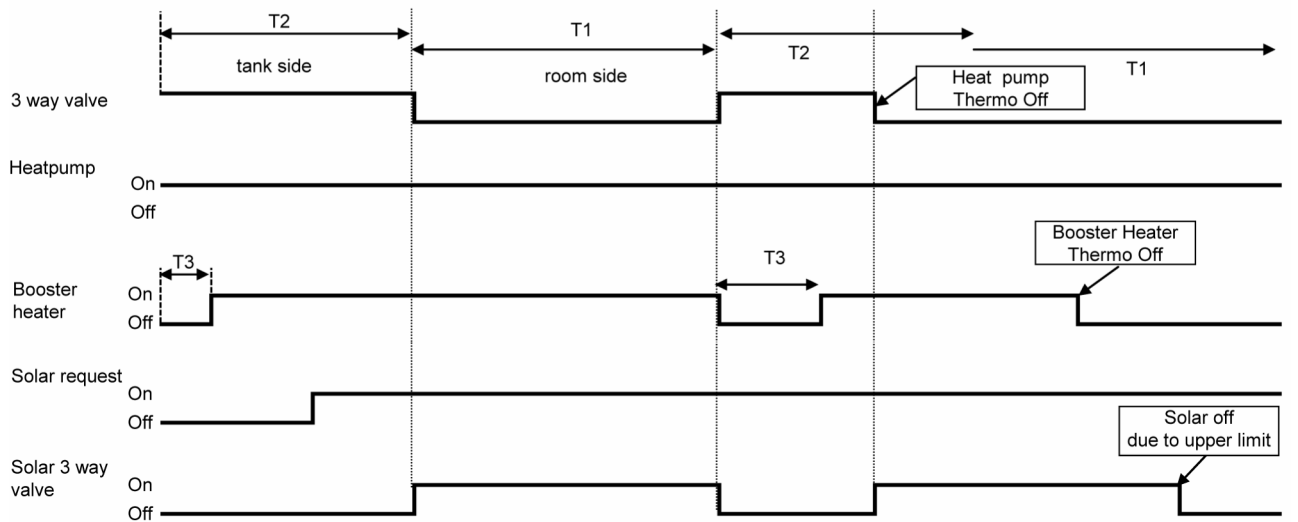 T2
T1
T2
T1
tank side
room side
Heat pump
Thermo Off
3 way valve
Heatpump
On
Off
Booster Heater
Thermo Off
T3
T3
Booster
heater
On
Off
Solar request
On
Off
Solar off
due to upper limit
Solar 3 way
valve
On
Off